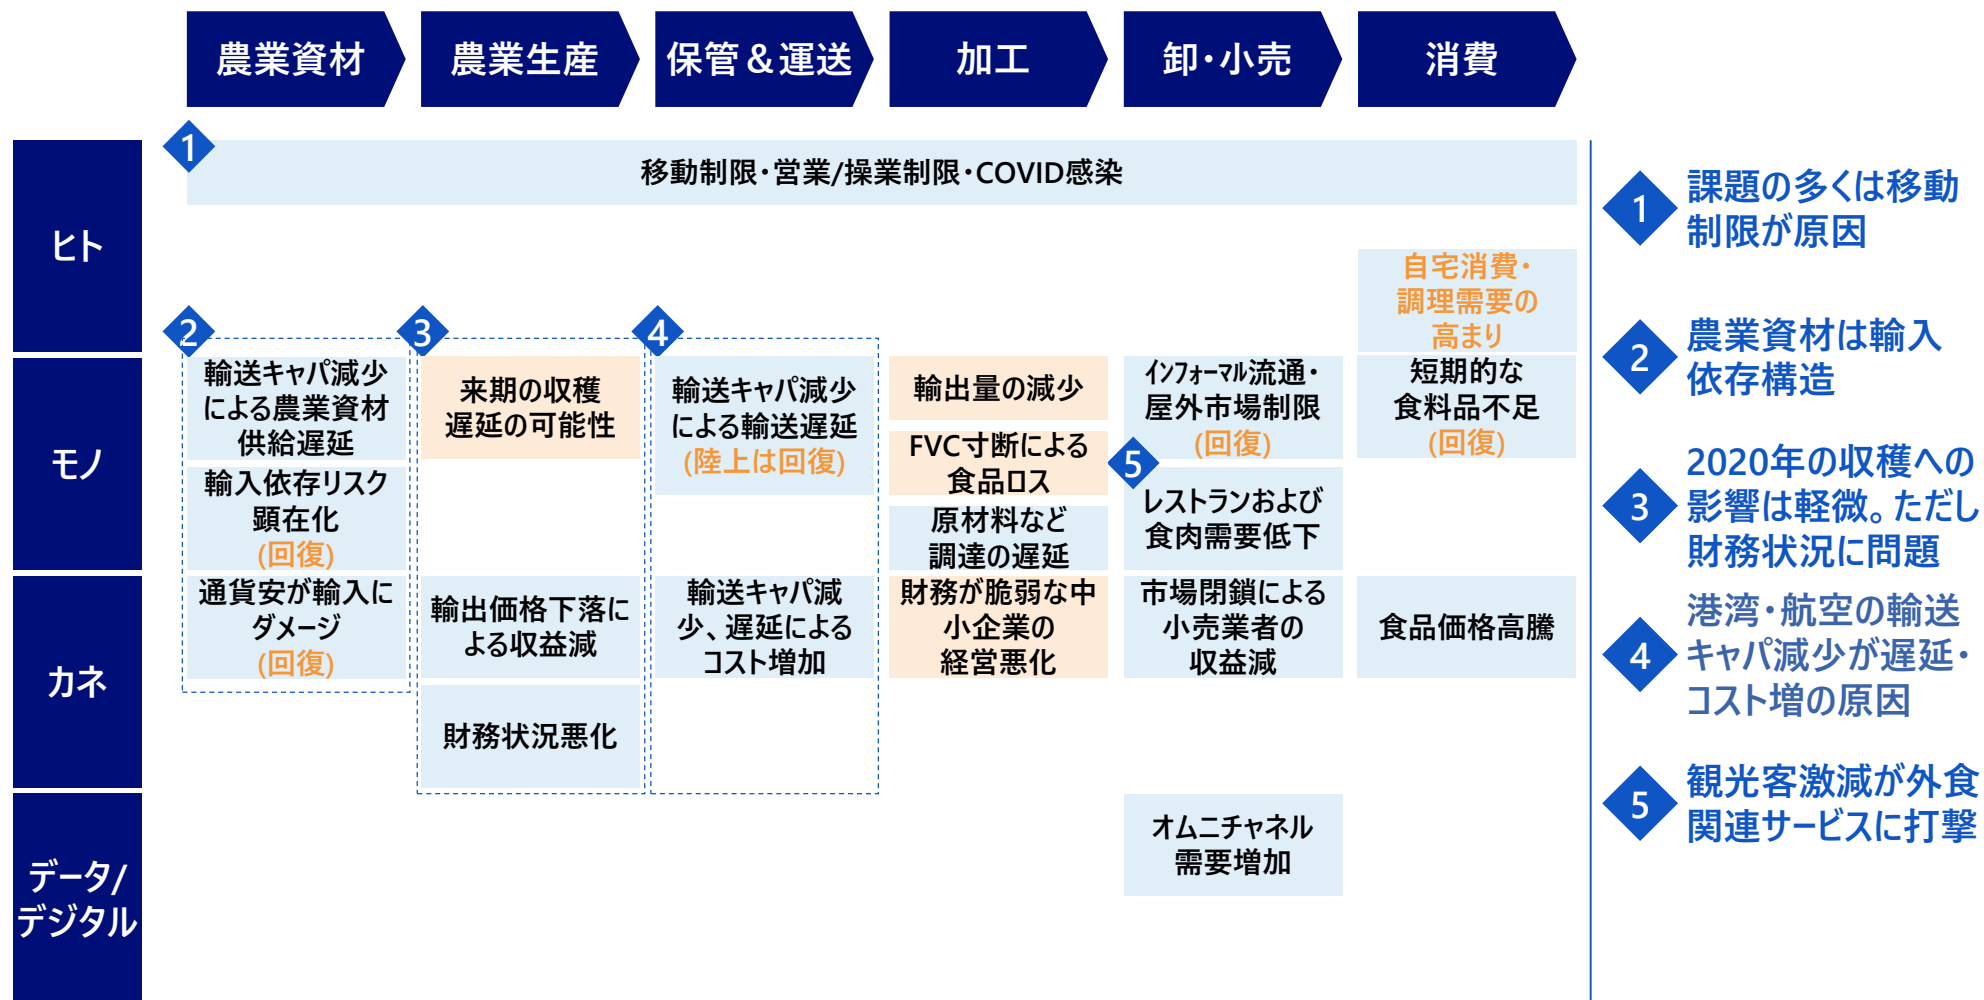 農業資材
農業生産
保管＆運送
加工
卸・小売
消費
ヒト
モノ
カネ
データ/
デジタル
1
移動制限・営業/操業制限・COVID感染
自宅消費・
調理需要の
高まり
2
輸送キャパ減少
による農業資材
供給遅延
輸入依存リスク
顕在化
(回復)
通貨安が輸入に
ダメージ
(回復)
3
来期の収穫
遅延の可能性
輸出価格下落に
よる収益減
財務状況悪化
4
輸送キャパ減少
による輸送遅延
(陸上は回復)
輸送キャパ減
少、遅延による
コスト増加
輸出量の減少
FVC寸断による
食品ロス
原材料など
調達の遅延
財務が脆弱な中
小企業の
経営悪化
インフォーマル流通・
屋外市場制限
(回復)
5
レストランおよび
食肉需要低下
市場閉鎖による
小売業者の
収益減
オムニチャネル
需要増加
短期的な
食料品不足
(回復)
食品価格高騰
1
課題の多くは移動
制限が原因
2
農業資材は輸入
依存構造
3
2020年の収穫への
影響は軽微。ただし
財務状況に問題
4
港湾・航空の輸送
キャパ減少が遅延・
コスト増の原因
5
観光客激減が外食
関連サービスに打撃